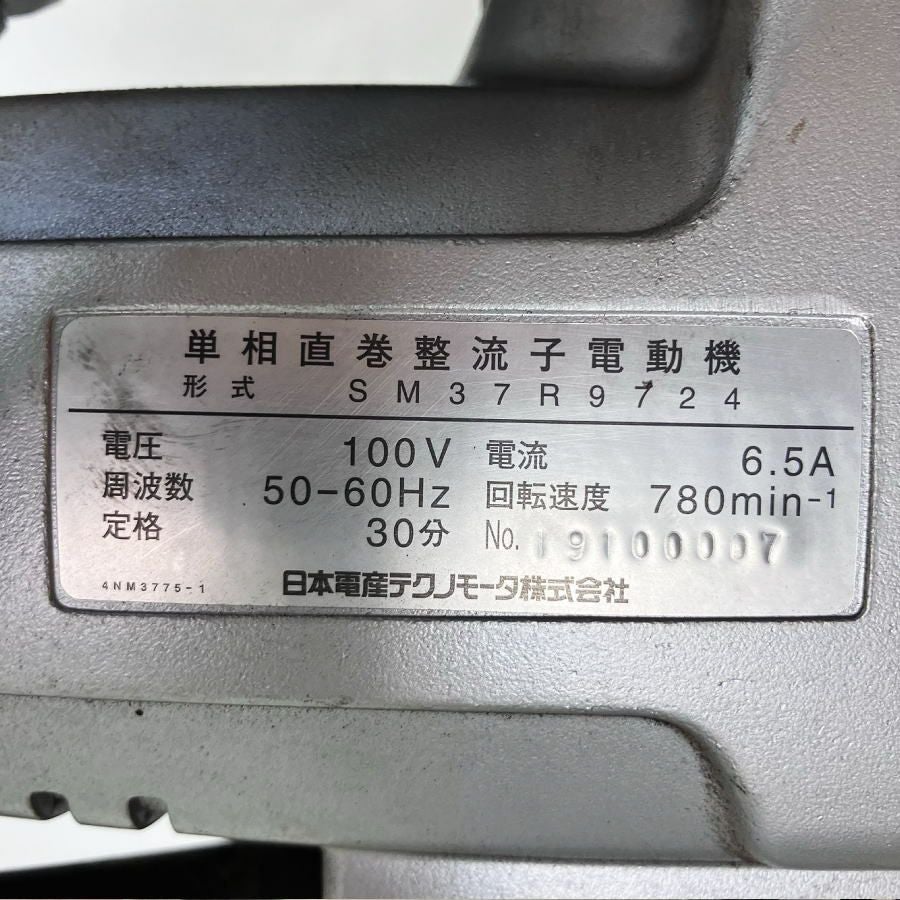 単相直巻整流子電動機
形式 SM37R9724
電圧 100V 電流 6.5A
周波数 50-60Hz 回転速度 780min-1
定格 30分 No. 19100007
4NM3775-1 日本電産テクノモータ株式会社